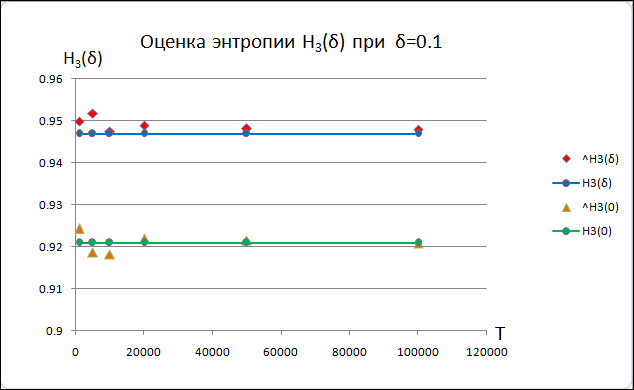 Оценка энтропии H₃(δ) при δ=0.1
H₃(δ)
0.96
0.95
0.94
0.93
0.92
0.91
0.9
0 20000 40000 60000 80000 100000 120000
T
^H3(δ)
H3(δ)
^H3(0)
H3(0)